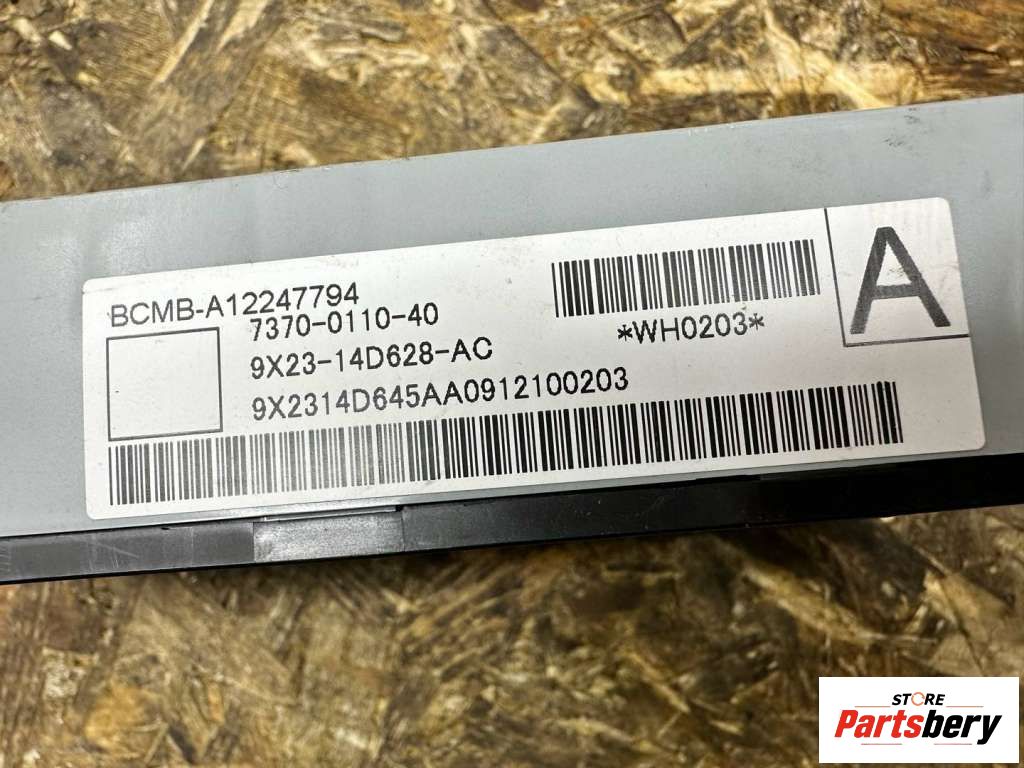 BCMB-A12247794
7370-0110-40
9X23-14D628-AC
9X2314D645AA0912100203
*WH0203*
A
STORE
Partsbery